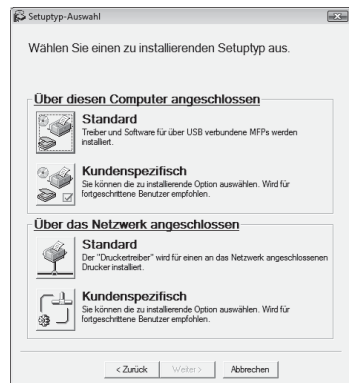 Setuptyp-Auswahl
Wählen Sie einen zu installierenden Setuptyp aus.
Über diesen Computer angeschlossen
Standard
Treiber und Software für über USB verbundene MFPs werden
installiert.
Kundenspezifisch
Sie können die zu installierende Option auswählen. Wird für
fortgeschrittene Benutzer empfohlen.
Über das Netzwerk angeschlossen
Standard
Der "Druckertreiber" wird für einen an das Netzwerk angeschlossenen
Drucker installiert.
Kundenspezifisch
Sie können die zu installierende Option auswählen. Wird für
fortgeschrittene Benutzer empfohlen.
< Zurück Weiter > Abbrechen